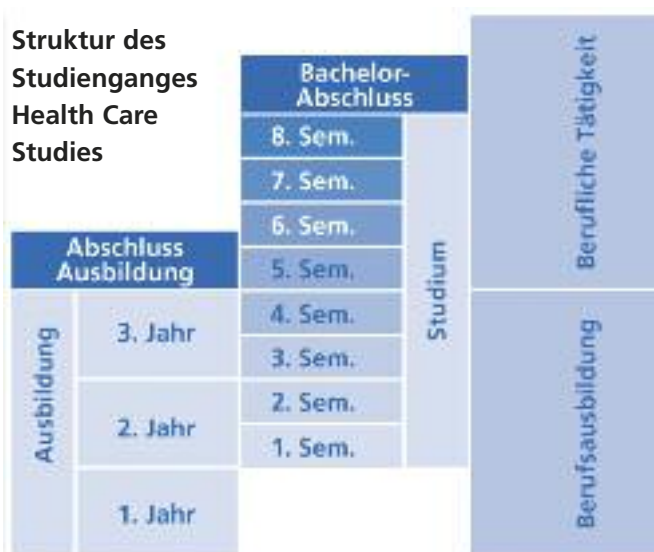 Struktur des
Studienganges
Health Care
Studies
Bachelor-
Abschluss
8. Sem.
7. Sem.
6. Sem.
5. Sem.
4. Sem.
3. Sem.
2. Sem.
1. Sem.
Studium
Abschluss
Ausbildung
3. Jahr
2. Jahr
1. Jahr
Ausbildung
Berufliche Tätigkeit
Berufsausbildung